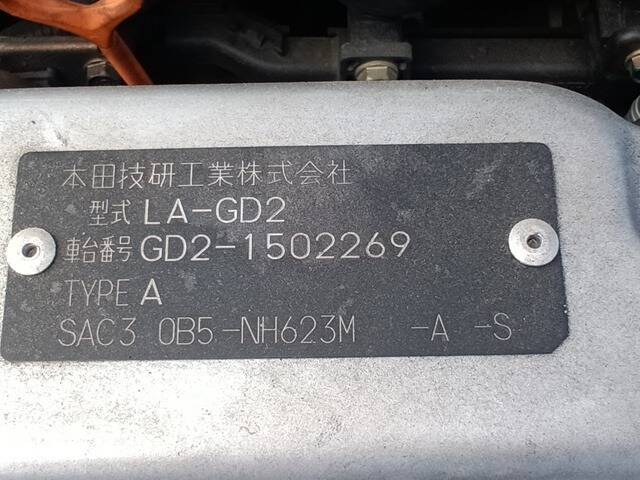 本田技研工業株式会社
型式 LA-GD2
車台番号 GD2-1502269
TYPE A
SAC3 0B5-NH623M -A -S